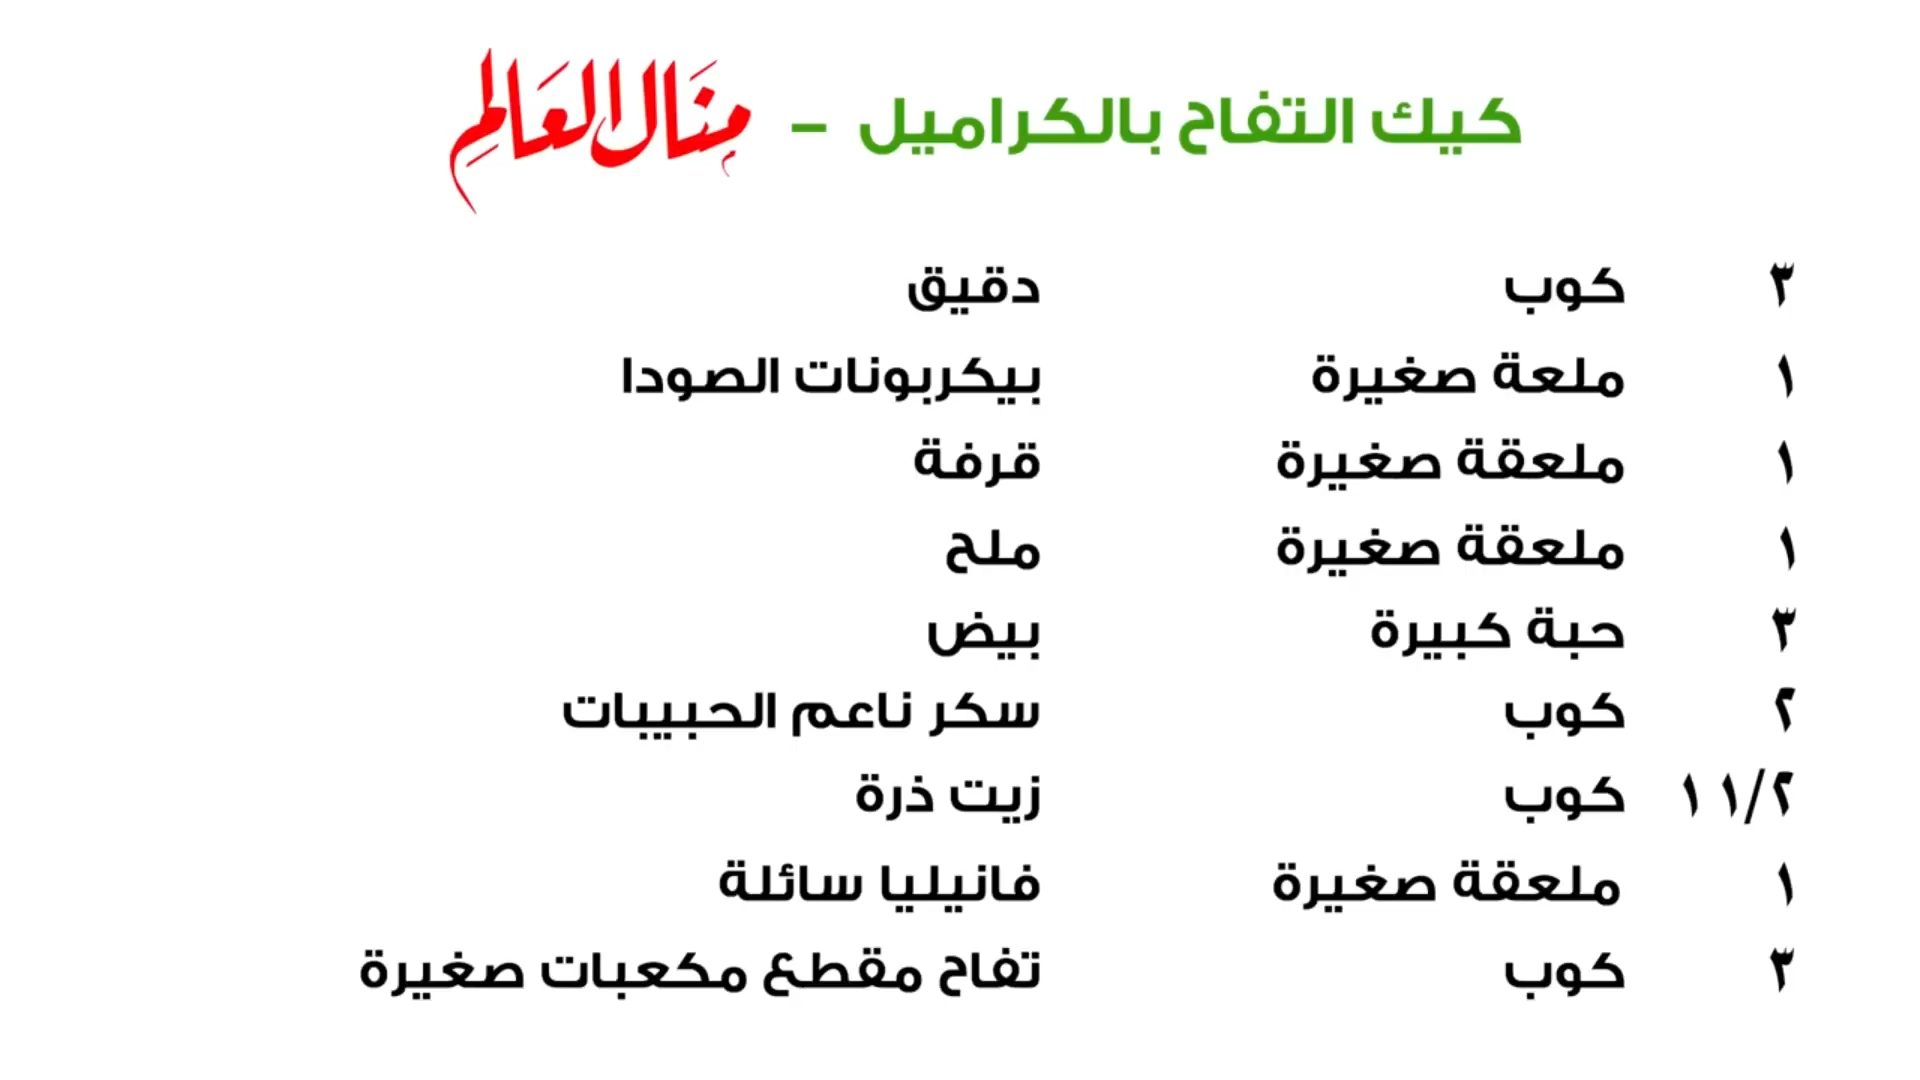 كيك التفاح بالكراميل – منال العالم
٣ كوب دقيق
١ ملعة صغيرة بيكربونات الصودا
١ ملعقة صغيرة قرفة
١ ملعقة صغيرة ملح
٣ حبة كبيرة بيض
٢ كوب سكر ناعم الحبيبات
١١/٢ كوب زيت ذرة
١ ملعقة صغيرة فانيليا سائلة
٣ كوب تفاح مقطع مكعبات صغيرة